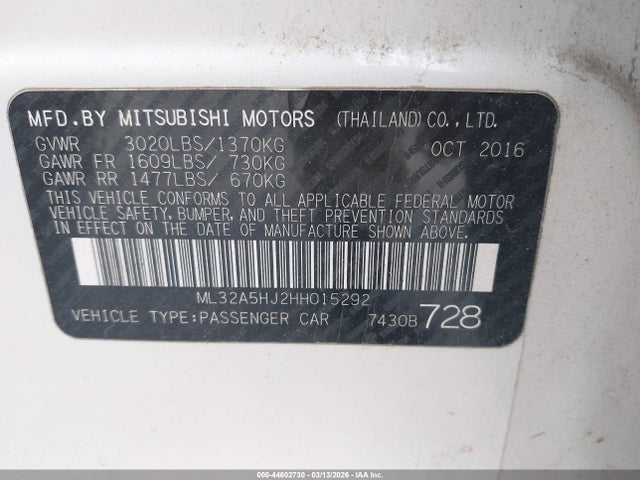 MFD.BY MITSUBISHI MOTORS (THAILAND) CO., LTD.
GVWR 3020LBS/1370KG OCT 2016
GAWR FR 1609LBS/ 730KG
GAWR RR 1477LBS/ 670KG
THIS VEHICLE CONFORMS TO ALL APPLICABLE FEDERAL MOTOR
VEHICLE SAFETY, BUMPER, AND THEFT PREVENTION STANDARDS
IN EFFECT ON THE DATE OF MANUFACTURE SHOWN ABOVE.
ML32A5HJ2HH015292
VEHICLE TYPE:PASSENGER CAR 7430B 728
000-44602730 - 03/13/2026 - IAA Inc.